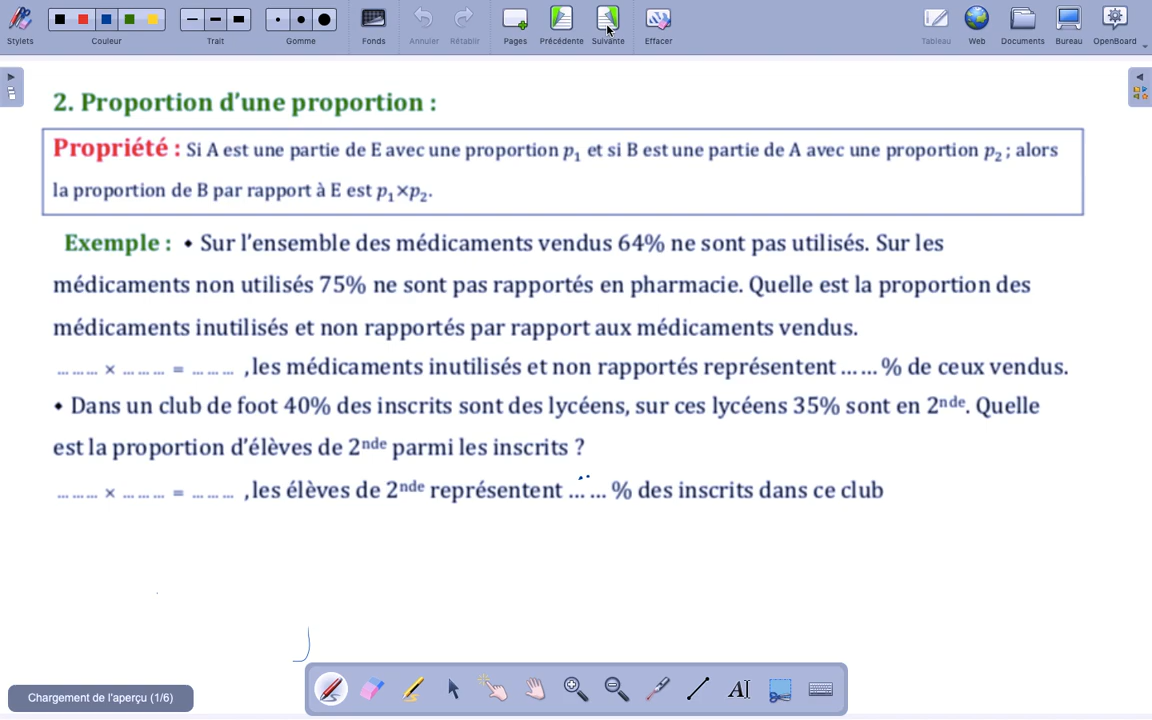 Stylets Couleur Trait Gomme Fonds Annuler Rétablir Pages Précédente Suivante Effacer Tableau Web Documents Bureau OpenBoard
2. Proportion d'une proportion :
Propriété : Si A est une partie de E avec une proportion p₁ et si B est une partie de A avec une proportion p₂ ; alors
la proportion de B par rapport à E est p₁×p₂.
Exemple : ⬥ Sur l'ensemble des médicaments vendus 64% ne sont pas utilisés. Sur les
médicaments non utilisés 75% ne sont pas rapportés en pharmacie. Quelle est la proportion des
médicaments inutilisés et non rapportés par rapport aux médicaments vendus.
……… × ……… = ……… , les médicaments inutilisés et non rapportés représentent …… % de ceux vendus.
⬥ Dans un club de foot 40% des inscrits sont des lycéens, sur ces lycéens 35% sont en 2ⁿᵈᵉ. Quelle
est la proportion d'élèves de 2ⁿᵈᵉ parmi les inscrits ?
……… × ……… = ……… , les élèves de 2ⁿᵈᵉ représentent …… % des inscrits dans ce club
Chargement de l'aperçu (1/6)